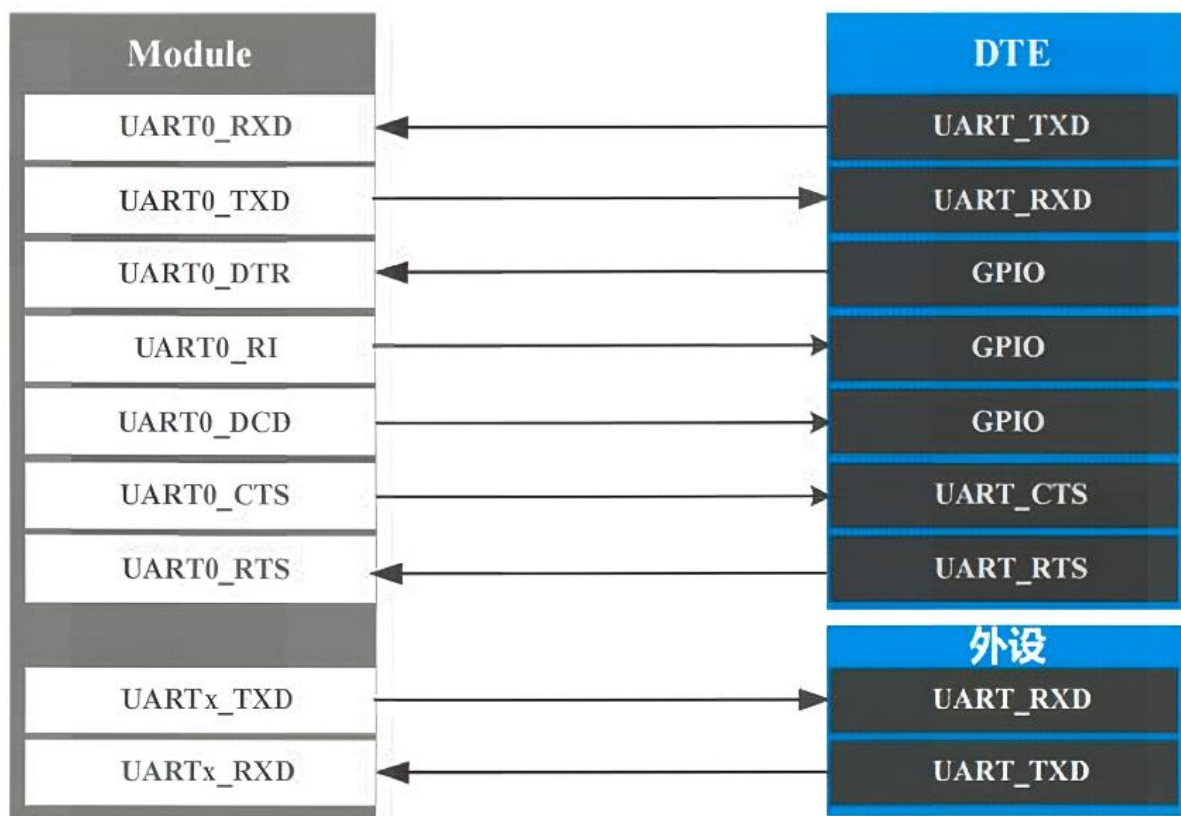 Module DTE
UART0_RXD UART_TXD
UART0_TXD UART_RXD
UART0_DTR GPIO
UART0_RI GPIO
UART0_DCD GPIO
UART0_CTS UART_CTS
UART0_RTS UART_RTS
外设
UARTx_TXD UART_RXD
UARTx_RXD UART_TXD